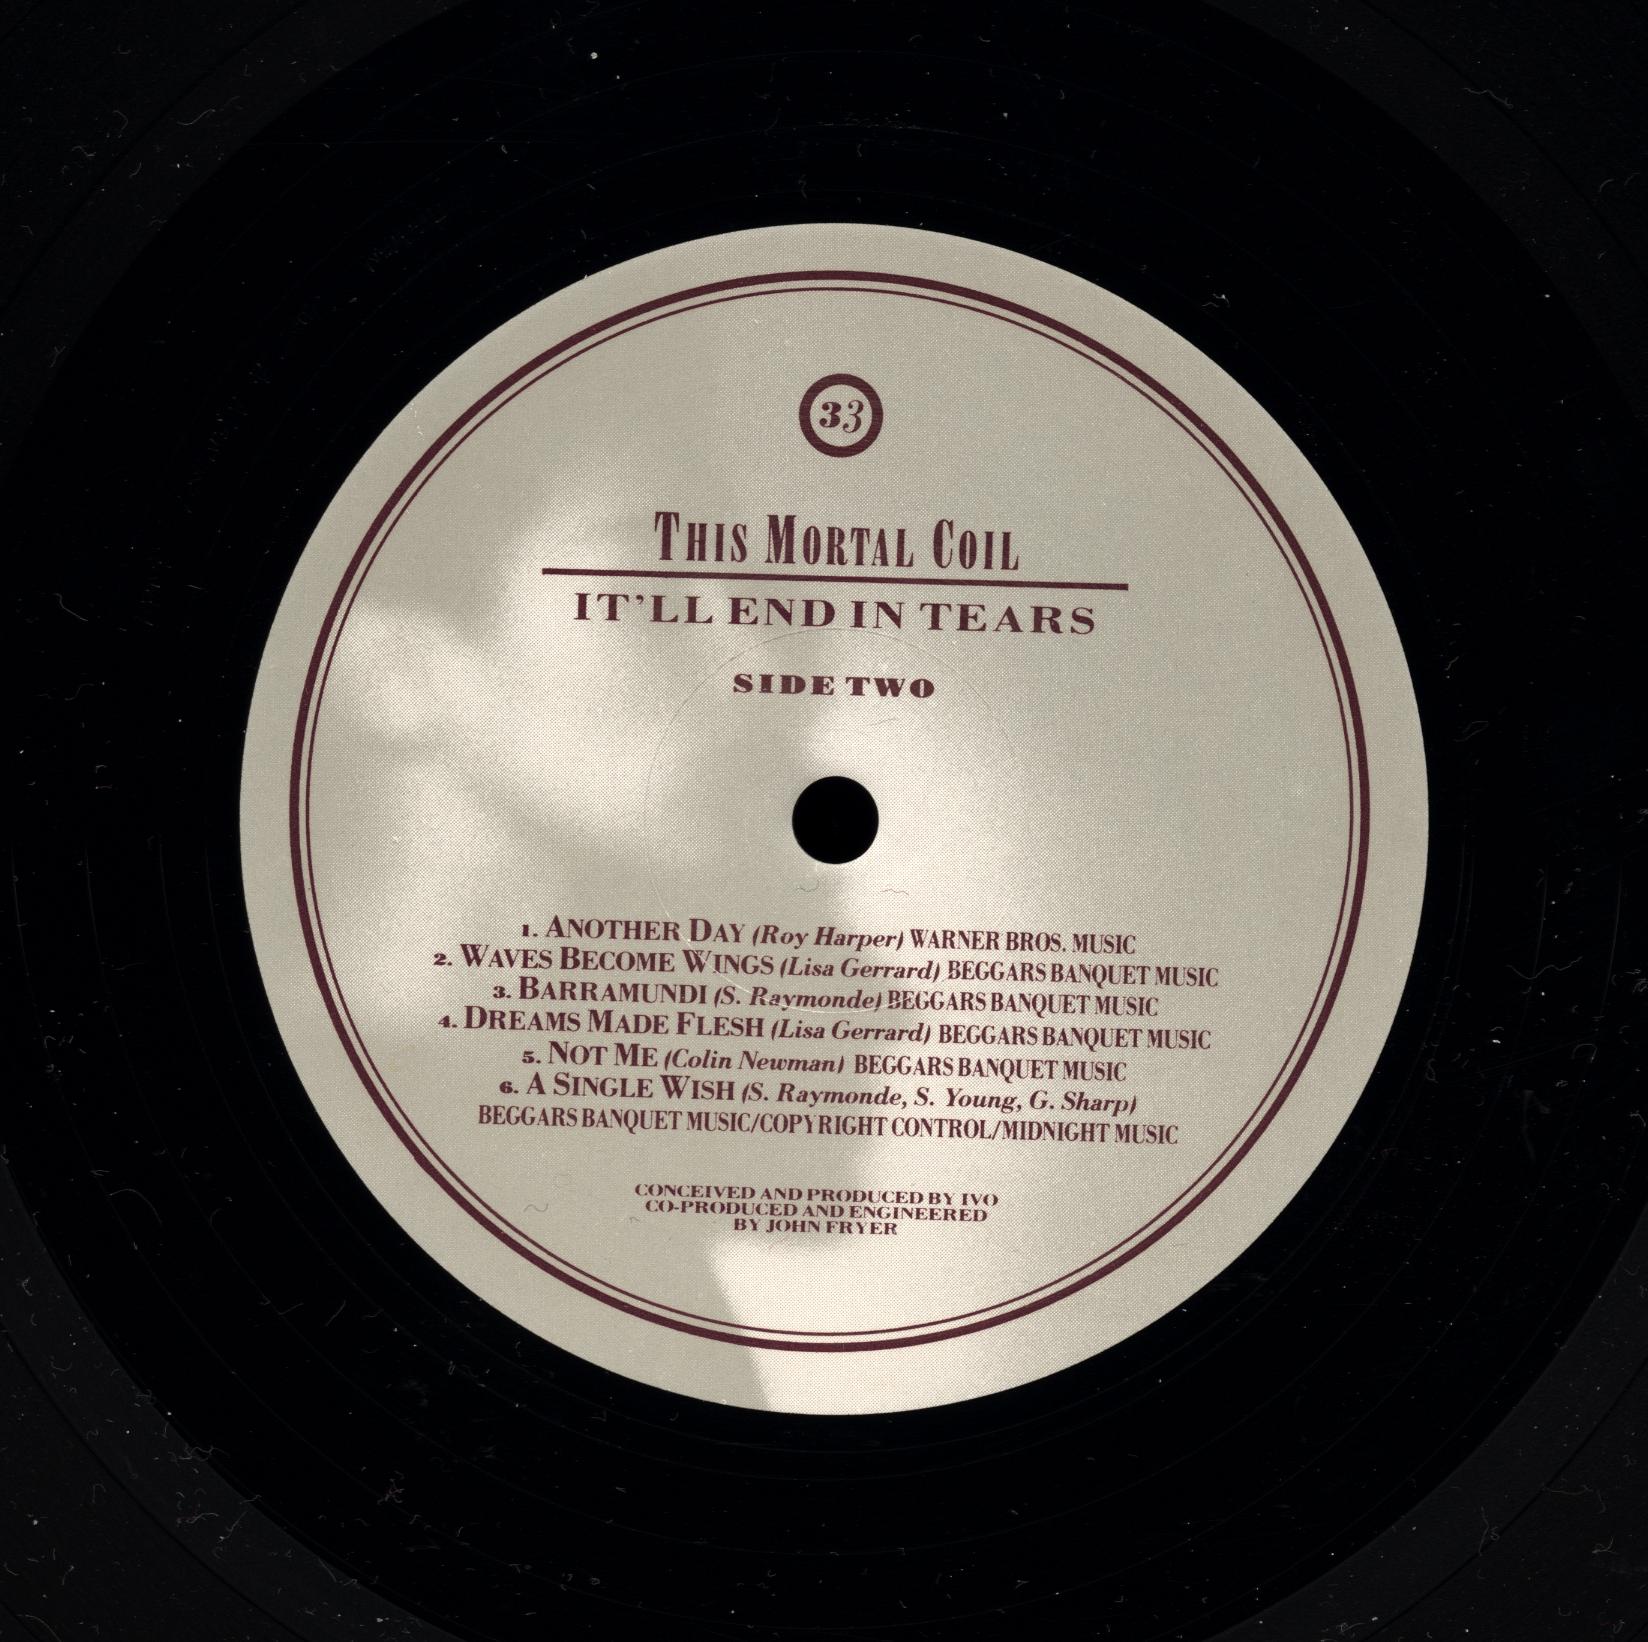 33
THIS MORTAL COIL
IT'LL END IN TEARS
SIDE TWO
1. ANOTHER DAY (Roy Harper) WARNER BROS. MUSIC
2. WAVES BECOME WINGS (Lisa Gerrard) BEGGARS BANQUET MUSIC
3. BARRAMUNDI (S. Raymonde) BEGGARS BANQUET MUSIC
4. DREAMS MADE FLESH (Lisa Gerrard) BEGGARS BANQUET MUSIC
5. NOT ME (Colin Newman) BEGGARS BANQUET MUSIC
6. A SINGLE WISH (S. Raymonde, S. Young, G. Sharp)
BEGGARS BANQUET MUSIC/COPYRIGHT CONTROL/MIDNIGHT MUSIC
CONCEIVED AND PRODUCED BY IVO
CO-PRODUCED AND ENGINEERED
BY JOHN FRYER